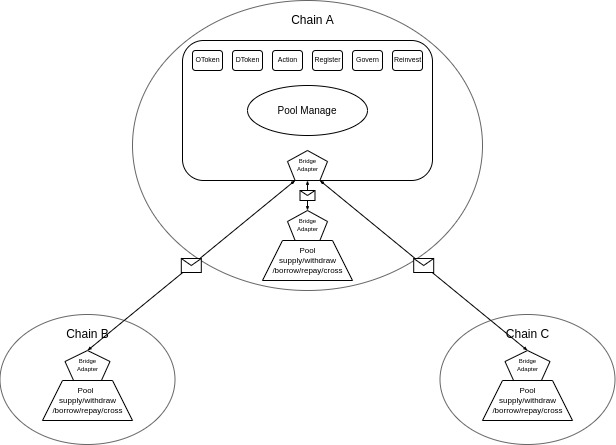 Chain A
OToken
DToken
Action
Register
Govern
Reinvest
Pool Manage
Bridge
Adapter
Bridge
Adapter
Pool
supply/withdraw
/borrow/repay/cross
Chain B
Bridge
Adapter
Pool
supply/withdraw
/borrow/repay/cross
Chain C
Bridge
Adapter
Pool
supply/withdraw
/borrow/repay/cross